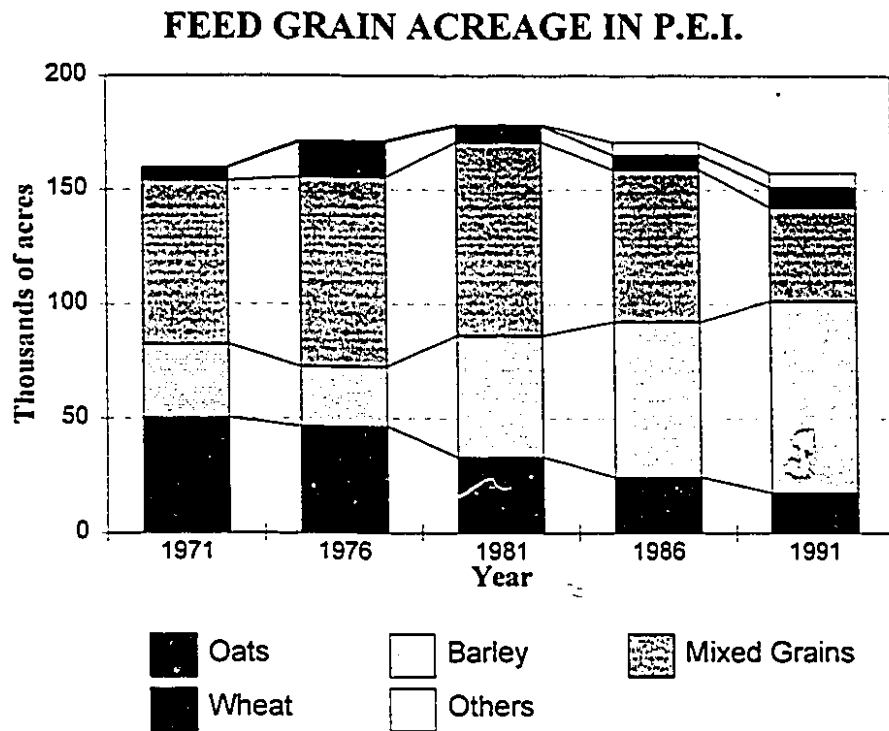 FEED GRAIN ACREAGE IN P.E.I.
200
150
100
50
0
Thousands of acres
1971 1976 1981 1986 1991
Year
Oats Barley Mixed Grains
Wheat Others